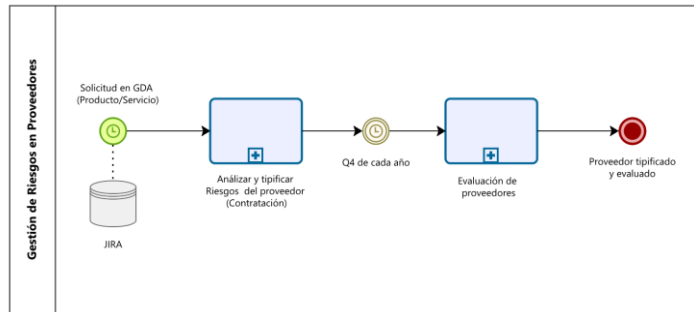 Gestión de Riesgos en Proveedores
Solicitud en GDA
(Producto/Servicio)
JIRA
Análizar y tipificar
Riesgos del proveedor
(Contratación)
Q4 de cada año
Evaluación de
proveedores
Proveedor tipificado
y evaluado